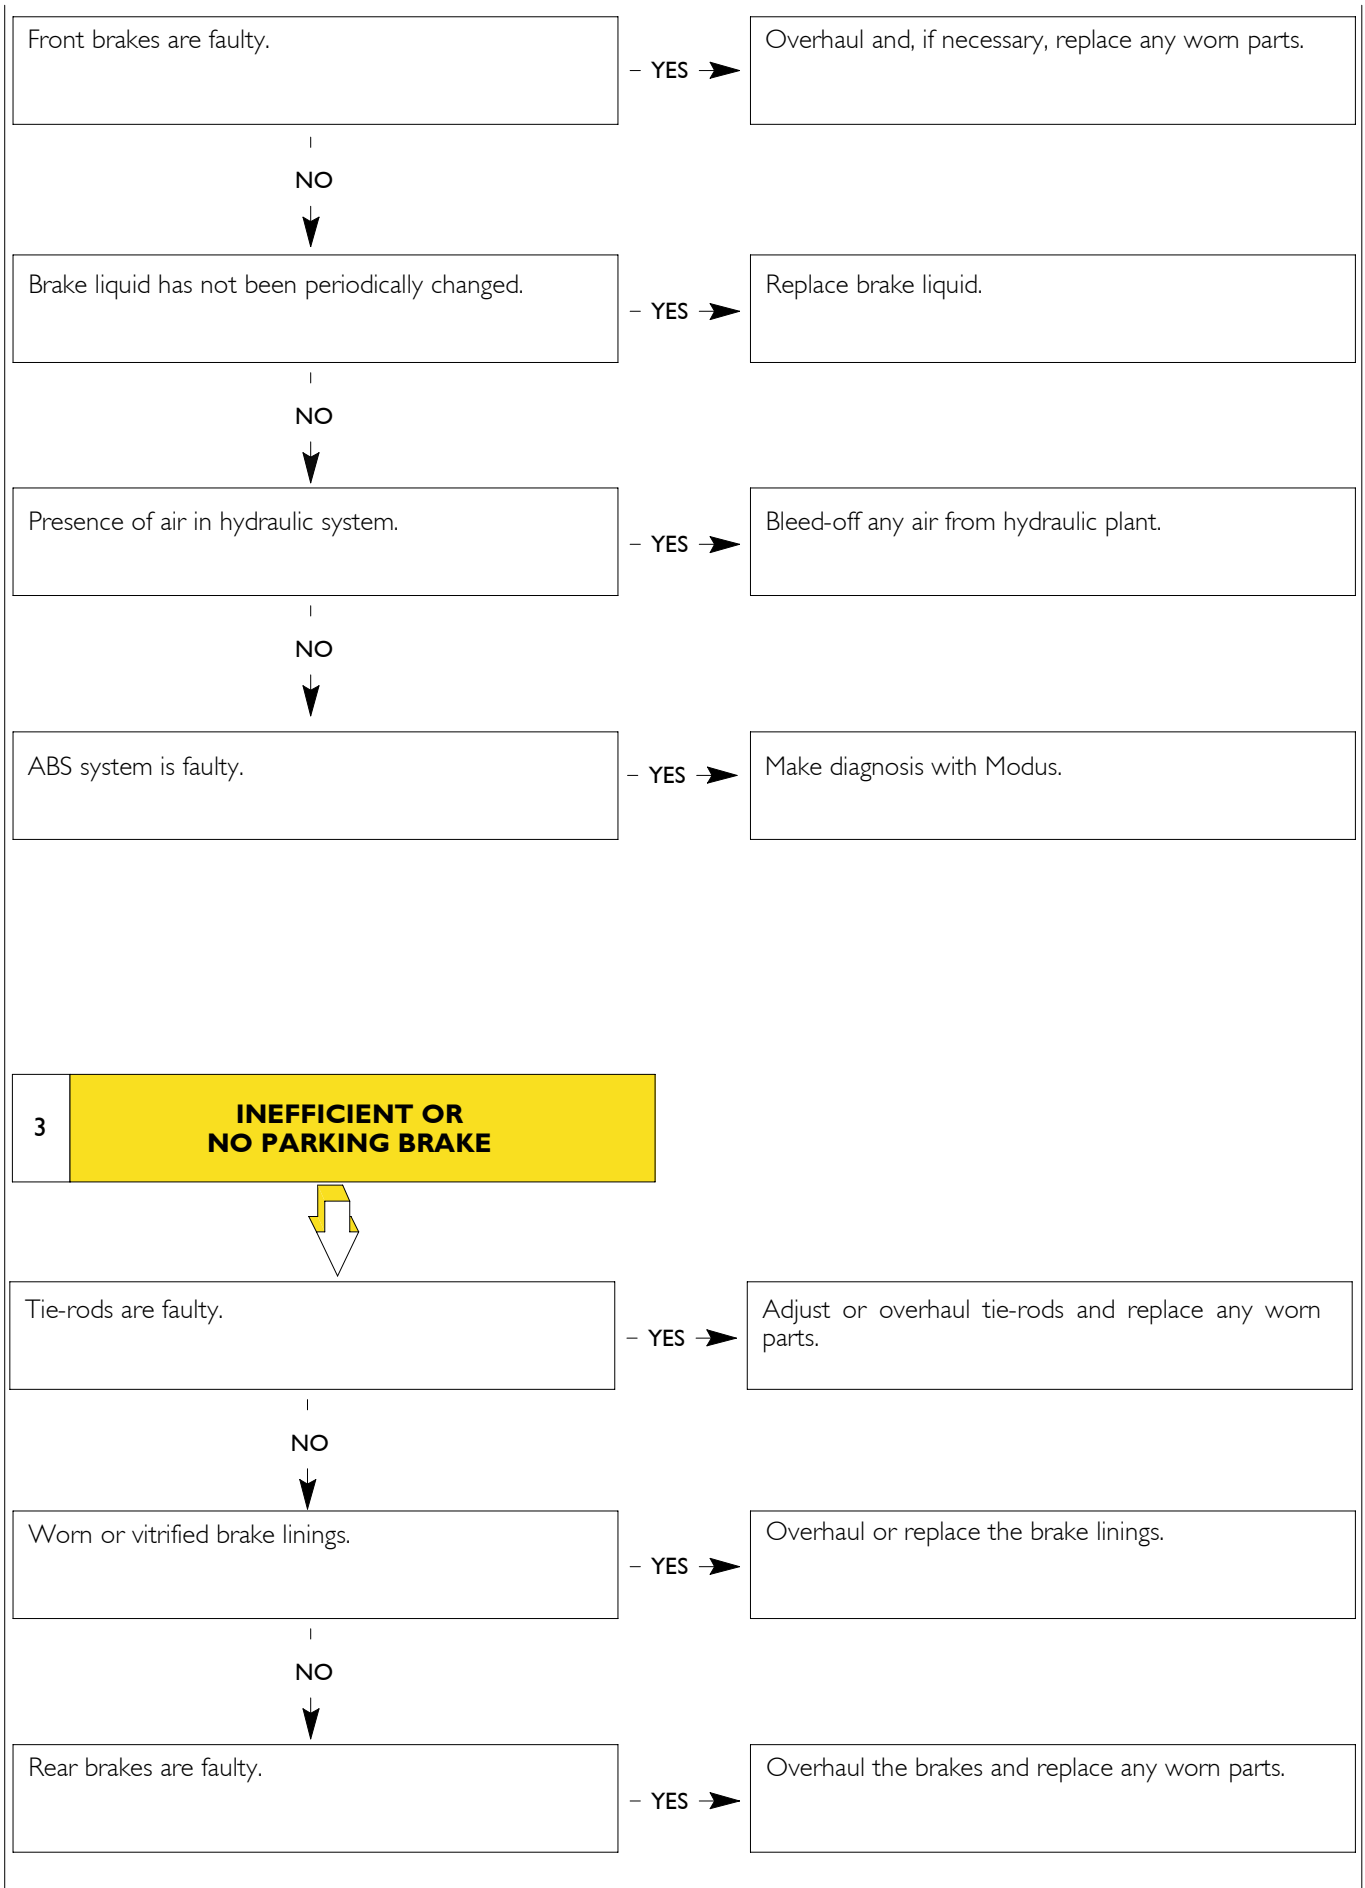 Front brakes are faulty.
YES
Overhaul and, if necessary, replace any worn parts.
NO
Brake liquid has not been periodically changed.
YES
Replace brake liquid.
NO
Presence of air in hydraulic system.
YES
Bleed-off any air from hydraulic plant.
NO
ABS system is faulty.
YES
Make diagnosis with Modus.
3
INEFFICIENT OR
NO PARKING BRAKE
Tie-rods are faulty.
YES
Adjust or overhaul tie-rods and replace any worn
parts.
NO
Worn or vitrified brake linings.
YES
Overhaul or replace the brake linings.
NO
Rear brakes are faulty.
YES
Overhaul the brakes and replace any worn parts.